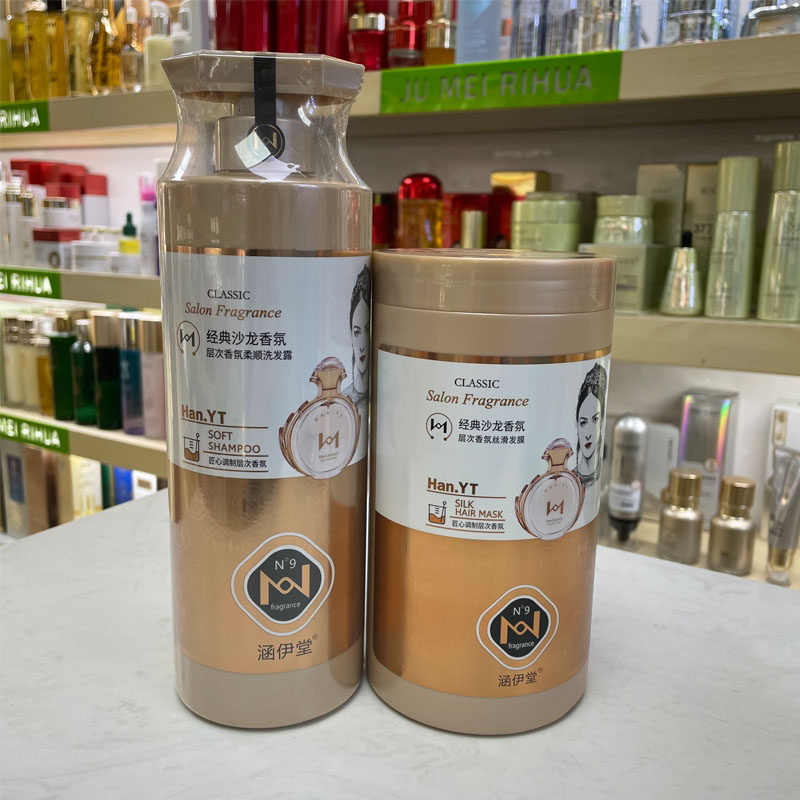 JU MEI RIHUA
RIHUA
EI RIHUA
MEI RIHUA
CLASSIC
Salon Fragrance
经典沙龙香氛
层次香氛柔顺洗发露
Han.YT
SOFT
SHAMPOO
匠心调制层次香氛
FRAGRANCE
N°9
fragrance
涵伊堂®
CLASSIC
Salon Fragrance
经典沙龙香氛
层次香氛丝滑发膜
Han.YT
SILK
HAIR MASK
匠心调制层次香氛
FRAGRANCE
N°9
fragrance
涵伊堂®